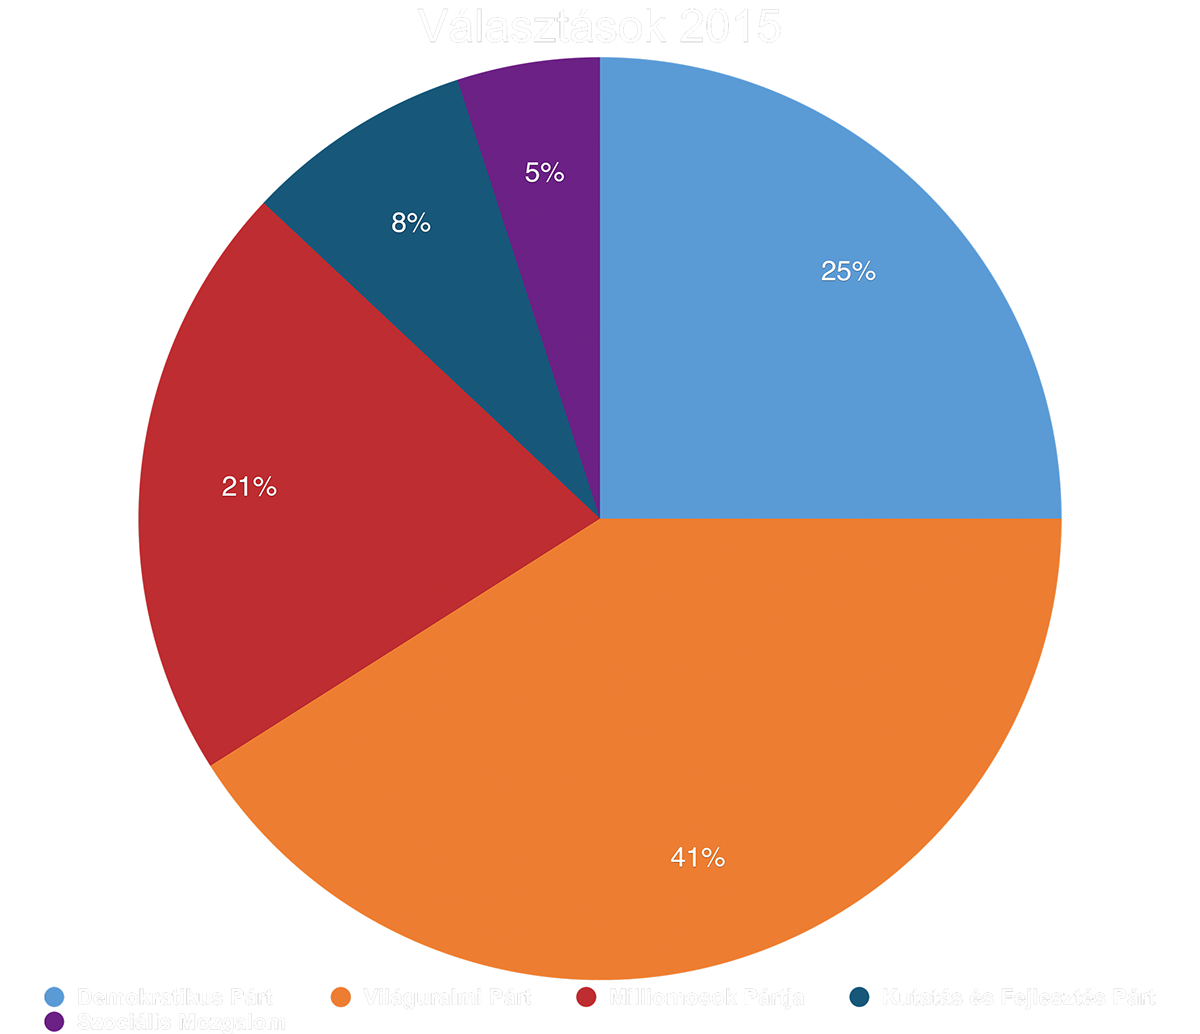 Választások 2015
5%
8%
25%
21%
41%
Demokratikus Párt Világuralmi Párt Milliomosok Pártja Kutatás és Fejlesztés Párt
Szociális Mozgalom